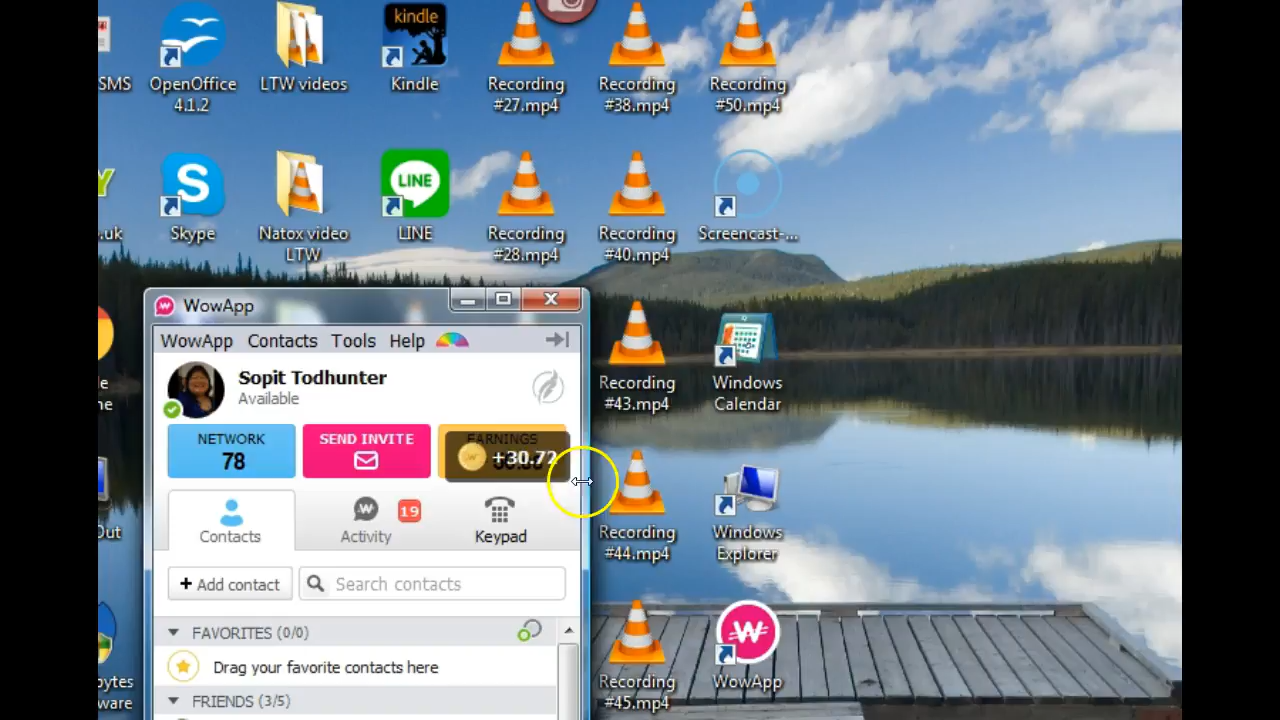 kindle
SMS
OpenOffice
4.1.2
LTW videos
Kindle
Recording
#27.mp4
Recording
#38.mp4
Recording
#50.mp4
S
LINE
.uk
Skype
Natox video
LTW
LINE
Recording
#28.mp4
Recording
#40.mp4
Screencast-...
WowApp
WowApp Contacts Tools Help
Sopit Todhunter
Available
NETWORK
78
SEND INVITE
EARNINGS
+30.72
Contacts
Activity
19
Keypad
+ Add contact
Search contacts
FAVORITES (0/0)
Drag your favorite contacts here
FRIENDS (3/5)
Recording
#43.mp4
Windows
Calendar
Recording
#44.mp4
Windows
Explorer
Recording
#45.mp4
WowApp
Out
bytes
ware